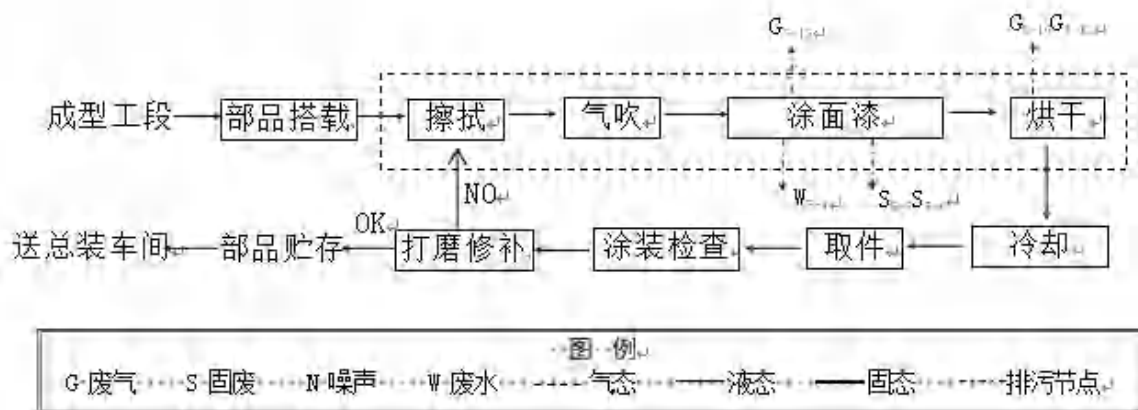 G G G
成型工段 部品搭载 擦拭 气吹 涂面漆 烘干
NO W S S
OK
送总装车间 部品贮存 打磨修补 涂装检查 取件 冷却
图 例
G 废气 S 固废 N 噪声 W 废水 气态 液态 固态 排污节点